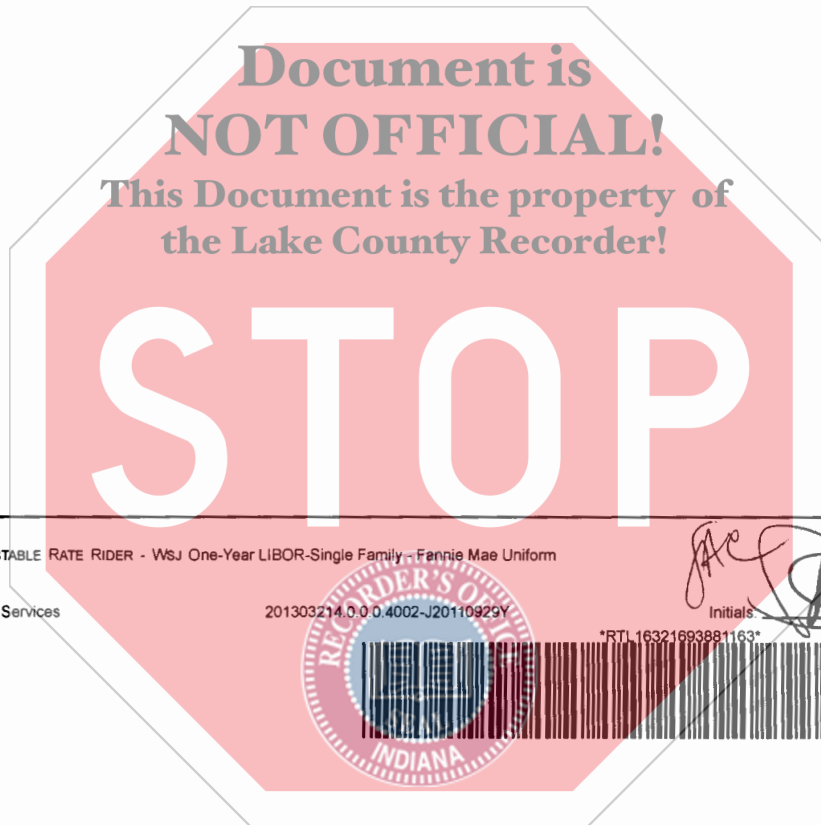 Document is
NOT OFFICIAL!
This Document is the property of
the Lake County Recorder!
STOP
STABLE RATE RIDER - WSJ One-Year LIBOR-Single Family - Fannie Mae Uniform
Services 201303214.0.0.0.4002-J20110929Y Initials:
*RTL16321693881163*
RECORDER'S OFFICE
SEAL
INDIANA